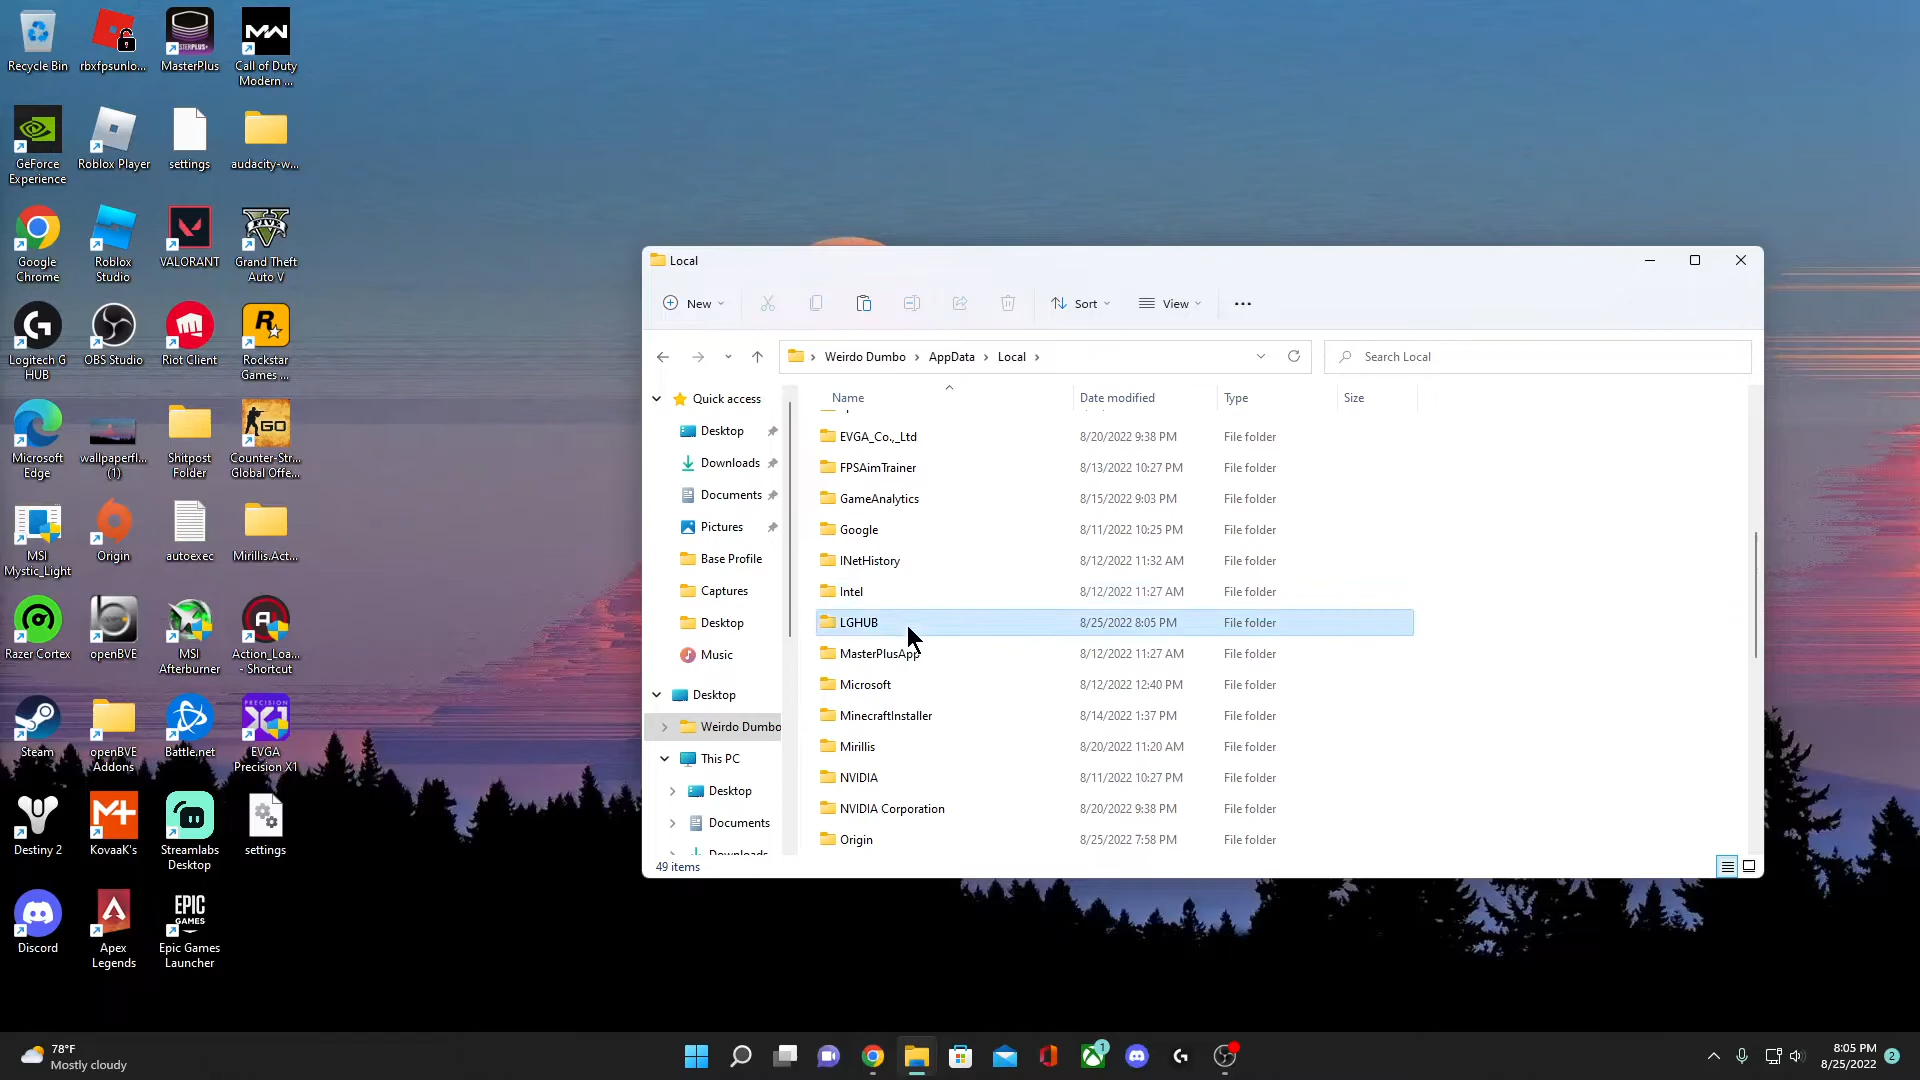 Recycle Bin
rbxfpsunlo...
MasterPlus
Call of Duty
Modern ...
GeForce
Experience
Roblox Player
settings
audacity-w...
Google
Chrome
Roblox
Studio
VALORANT
Grand Theft
Auto V
Logitech G
HUB
OBS Studio
Riot Client
Rockstar
Games ...
Microsoft
Edge
wallpaperfl...
(1)
Shitpost
Folder
Counter-Str...
Global Offe...
MSI
Mystic_Light
Origin
autoexec
Mirillis.Act...
Razer Cortex
openBVE
MSI
Afterburner
Action_Loa...
- Shortcut
Steam
openBVE
Addons
Battle.net
EVGA
Precision X1
Destiny 2
KovaaK's
Streamlabs
Desktop
settings
Discord
Apex
Legends
Epic Games
Launcher
Local
New
Sort
View
Weirdo Dumbo > AppData > Local >
Search Local
Quick access
Desktop
Downloads
Documents
Pictures
Base Profile
Captures
Desktop
Music
Desktop
Weirdo Dumbo
This PC
Desktop
Documents
Downloads
Name Date modified Type Size
EVGA_Co.,_Ltd 8/20/2022 9:38 PM File folder
FPSAimTrainer 8/13/2022 10:27 PM File folder
GameAnalytics 8/15/2022 9:03 PM File folder
Google 8/11/2022 10:25 PM File folder
INetHistory 8/12/2022 11:32 AM File folder
Intel 8/12/2022 11:27 AM File folder
LGHUB 8/25/2022 8:05 PM File folder
MasterPlusApp 8/12/2022 11:27 AM File folder
Microsoft 8/12/2022 12:40 PM File folder
MinecraftInstaller 8/14/2022 1:37 PM File folder
Mirillis 8/20/2022 11:20 AM File folder
NVIDIA 8/11/2022 10:27 PM File folder
NVIDIA Corporation 8/20/2022 9:38 PM File folder
Origin 8/25/2022 7:58 PM File folder
49 items
78°F
Mostly cloudy
1
8:05 PM
8/25/2022
2